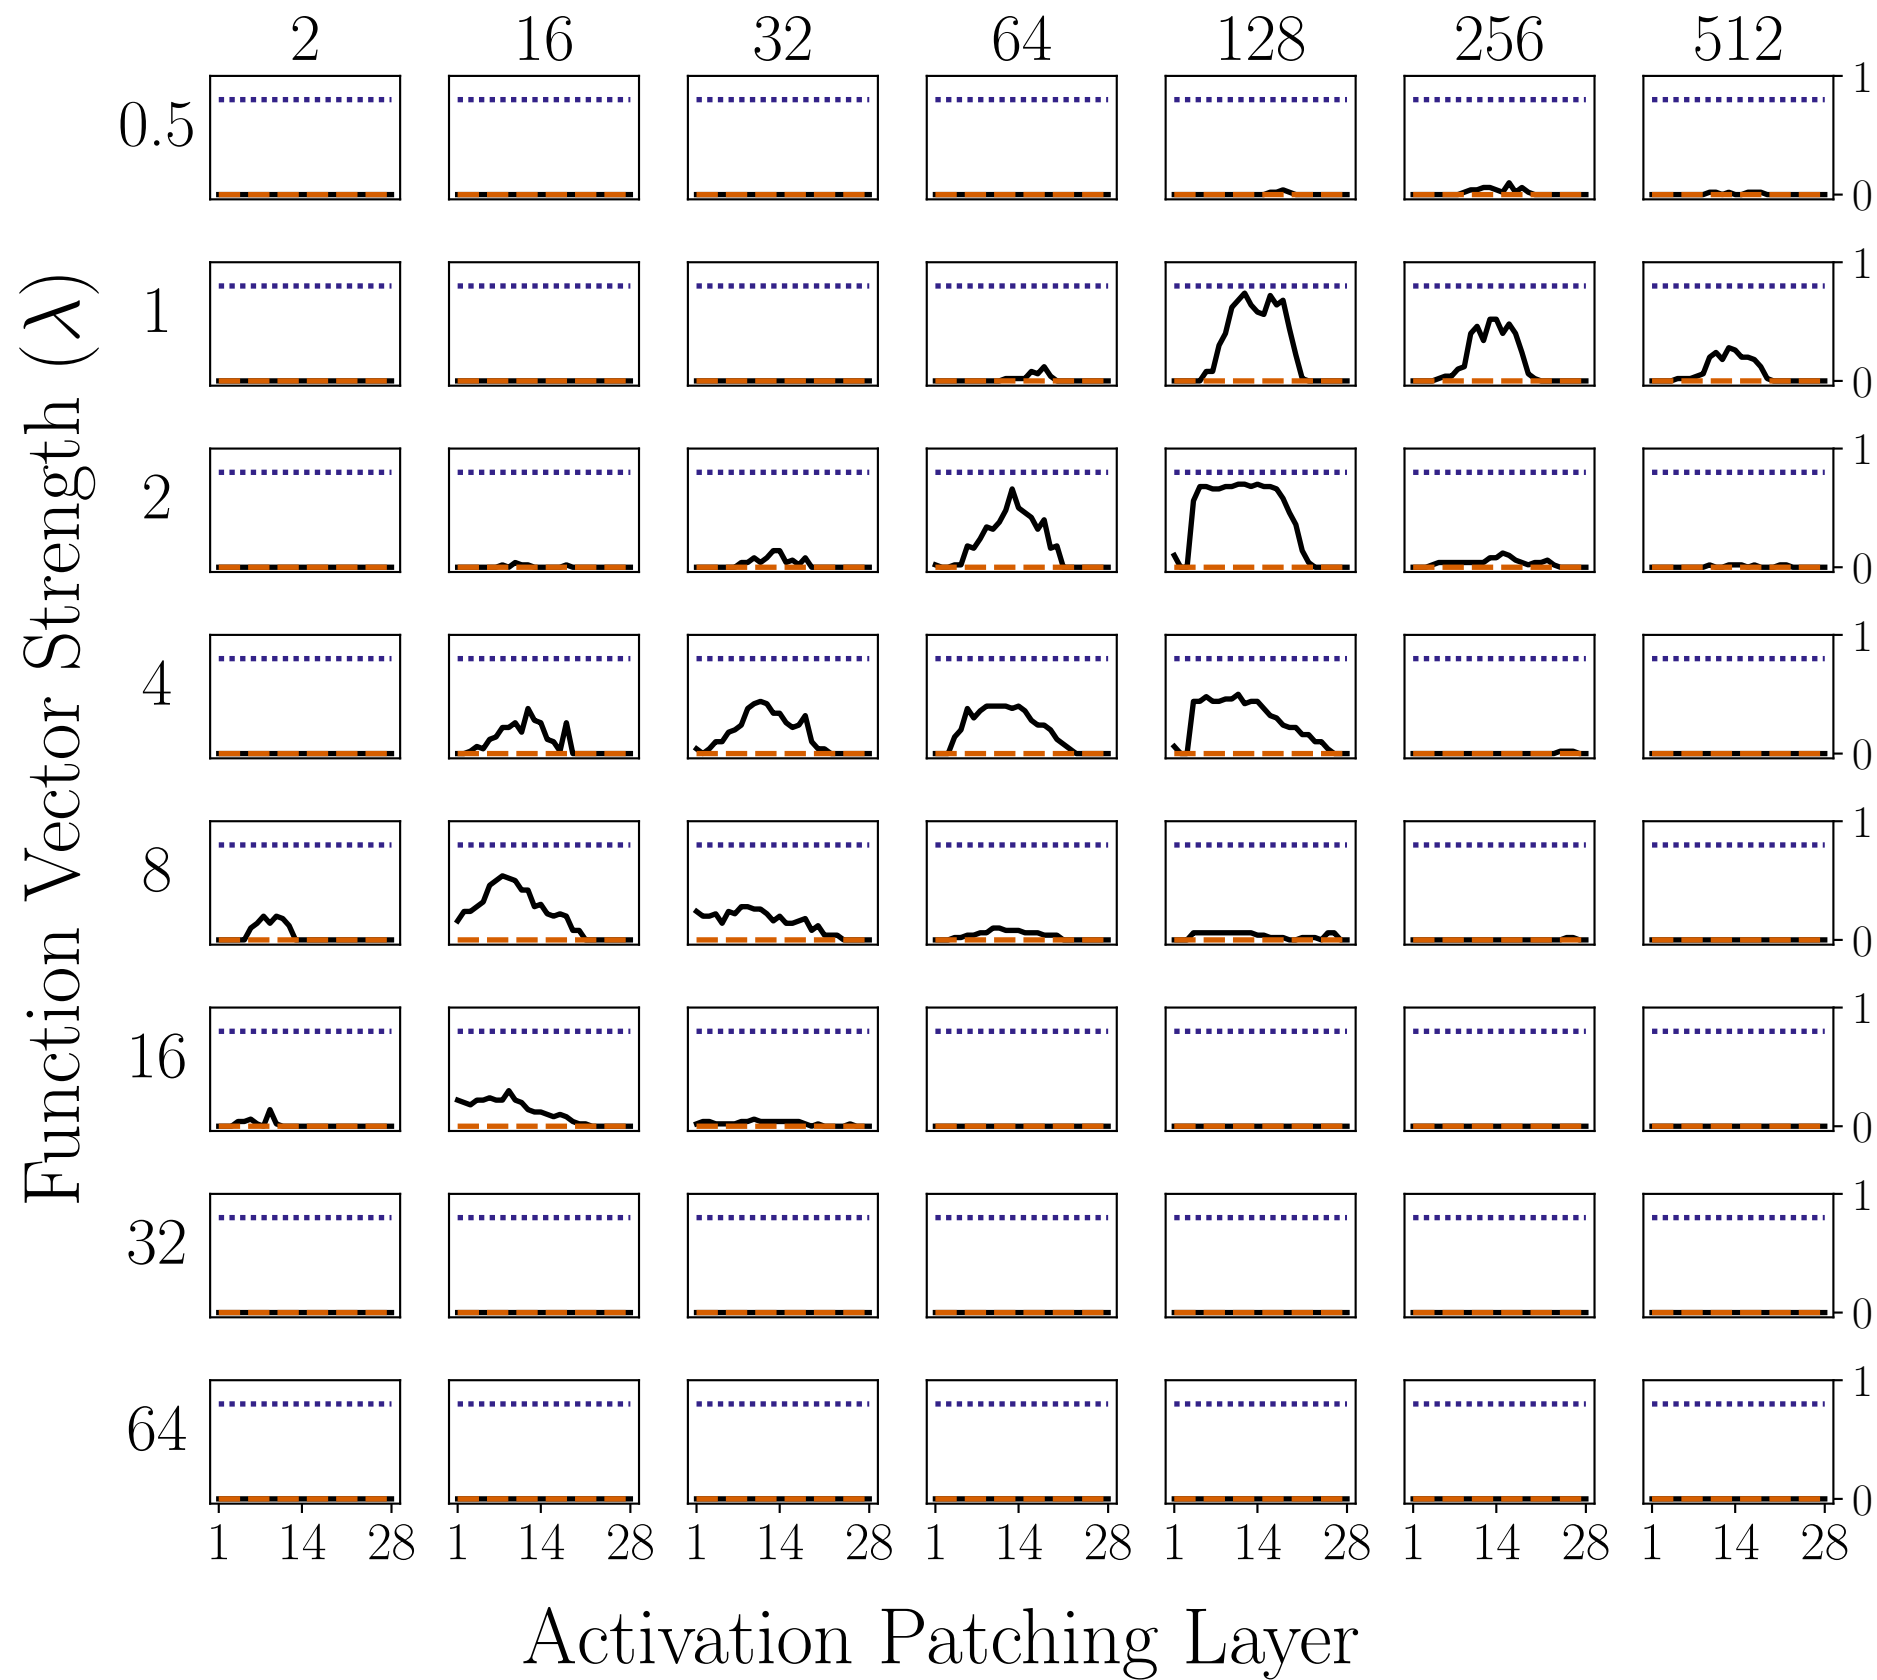 2 16 32 64 128 256 512
0.5 1 0
1 1 0
2 1 0
4 1 0
8 1 0
16 1 0
32 1 0
64 1 0
1 14 28 1 14 28 1 14 28 1 14 28 1 14 28 1 14 28 1 14 28
Function Vector Strength (λ)
Activation Patching Layer